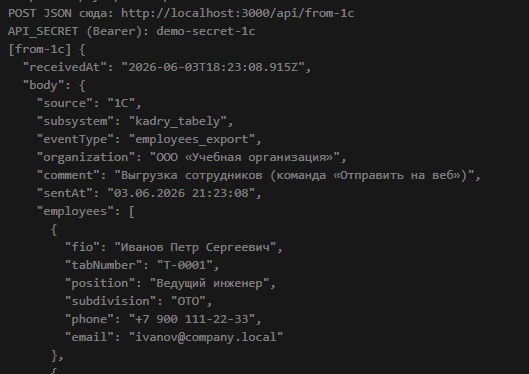 POST JSON сюда: http://localhost:3000/api/from-1c
API_SECRET (Bearer): demo-secret-1c
[from-1c] {
  "receivedAt": "2026-06-03T18:23:08.915Z",
  "body": {
    "source": "1C",
    "subsystem": "kadry_tabely",
    "eventType": "employees_export",
    "organization": "ООО «Учебная организация»",
    "comment": "Выгрузка сотрудников (команда «Отправить на веб»)",
    "sentAt": "03.06.2026 21:23:08",
    "employees": [
      {
        "fio": "Иванов Петр Сергеевич",
        "tabNumber": "Т-0001",
        "position": "Ведущий инженер",
        "subdivision": "ОТО",
        "phone": "+7 900 111-22-33",
        "email": "ivanov@company.local"
      },
      {